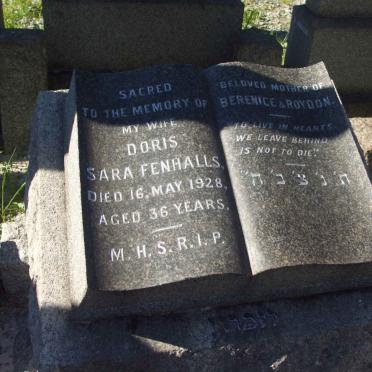 SACRED
TO THE MEMORY OF
MY WIFE
DORIS
SARA FENHALLS,
DIED 16, MAY 1928,
AGED 36 YEARS.
M.H.S.R.I.P.
BELOVED MOTHER OF
BERENICE & ROYDON.
"TO LIVE IN HEARTS
WE LEAVE BEHIND
IS NOT TO DIE".
ת נ צ ב ה